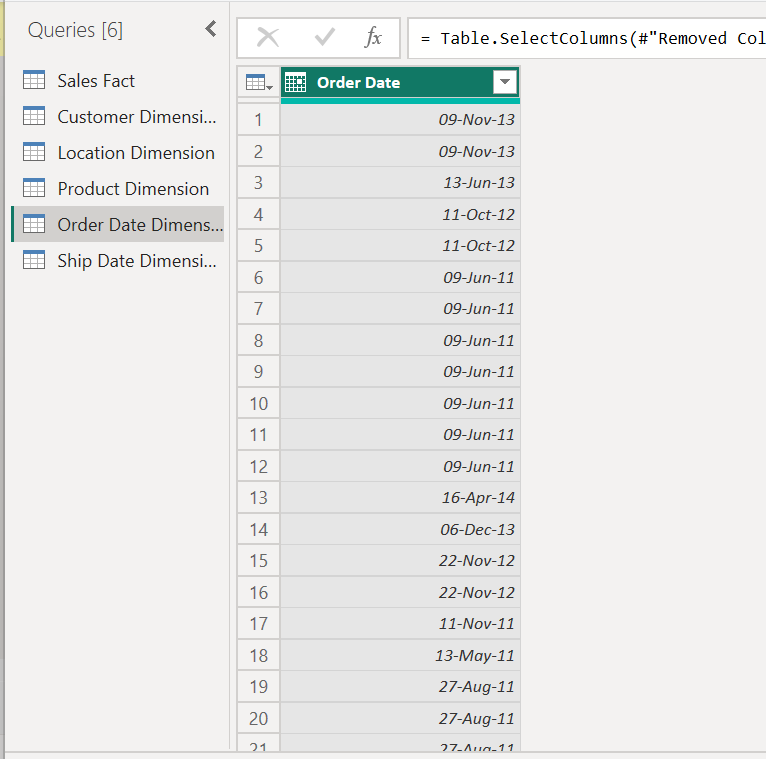 Queries [6]
Sales Fact
Customer Dimensi...
Location Dimension
Product Dimension
Order Date Dimens...
Ship Date Dimensi...
fx
= Table.SelectColumns(#"Removed Col
Order Date
1 09-Nov-13
2 09-Nov-13
3 13-Jun-13
4 11-Oct-12
5 11-Oct-12
6 09-Jun-11
7 09-Jun-11
8 09-Jun-11
9 09-Jun-11
10 09-Jun-11
11 09-Jun-11
12 09-Jun-11
13 16-Apr-14
14 06-Dec-13
15 22-Nov-12
16 22-Nov-12
17 11-Nov-11
18 13-May-11
19 27-Aug-11
20 27-Aug-11
21 27-Aug-11